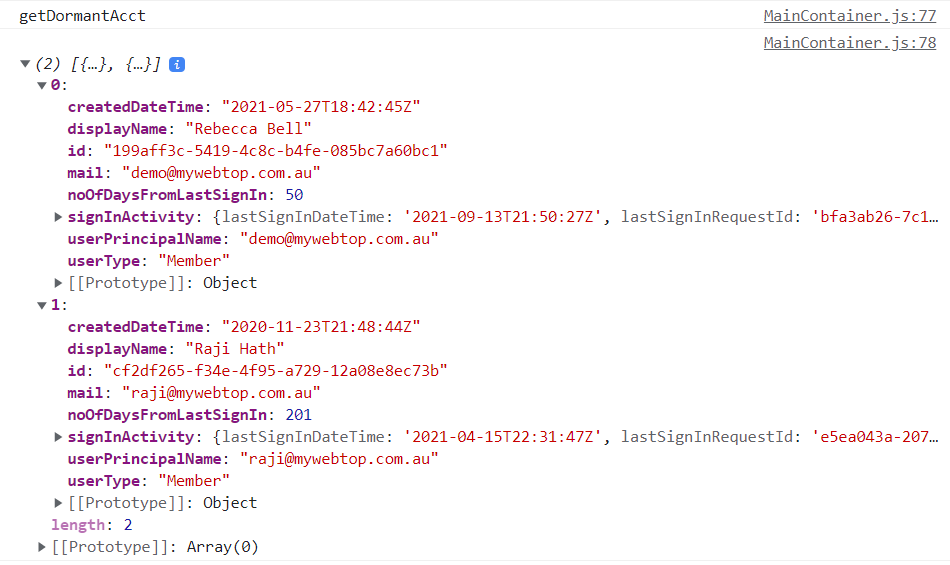 getDormantAcct MainContainer.js:77
MainContainer.js:78
▼(2) [{…}, {…}] i
▼0:
createdDateTime: "2021-05-27T18:42:45Z"
displayName: "Rebecca Bell"
id: "199aff3c-5419-4c8c-b4fe-085bc7a60bc1"
mail: "demo@mywebtop.com.au"
noOfDaysFromLastSignIn: 50
▶signInActivity: {lastSignInDateTime: '2021-09-13T21:50:27Z', lastSignInRequestId: 'bfa3ab26-7c1…
userPrincipalName: "demo@mywebtop.com.au"
userType: "Member"
▶[[Prototype]]: Object
▼1:
createdDateTime: "2020-11-23T21:48:44Z"
displayName: "Raji Hath"
id: "cf2df265-f34e-4f95-a729-12a08e8ec73b"
mail: "raji@mywebtop.com.au"
noOfDaysFromLastSignIn: 201
▶signInActivity: {lastSignInDateTime: '2021-04-15T22:31:47Z', lastSignInRequestId: 'e5ea043a-207…
userPrincipalName: "raji@mywebtop.com.au"
userType: "Member"
▶[[Prototype]]: Object
length: 2
▶[[Prototype]]: Array(0)